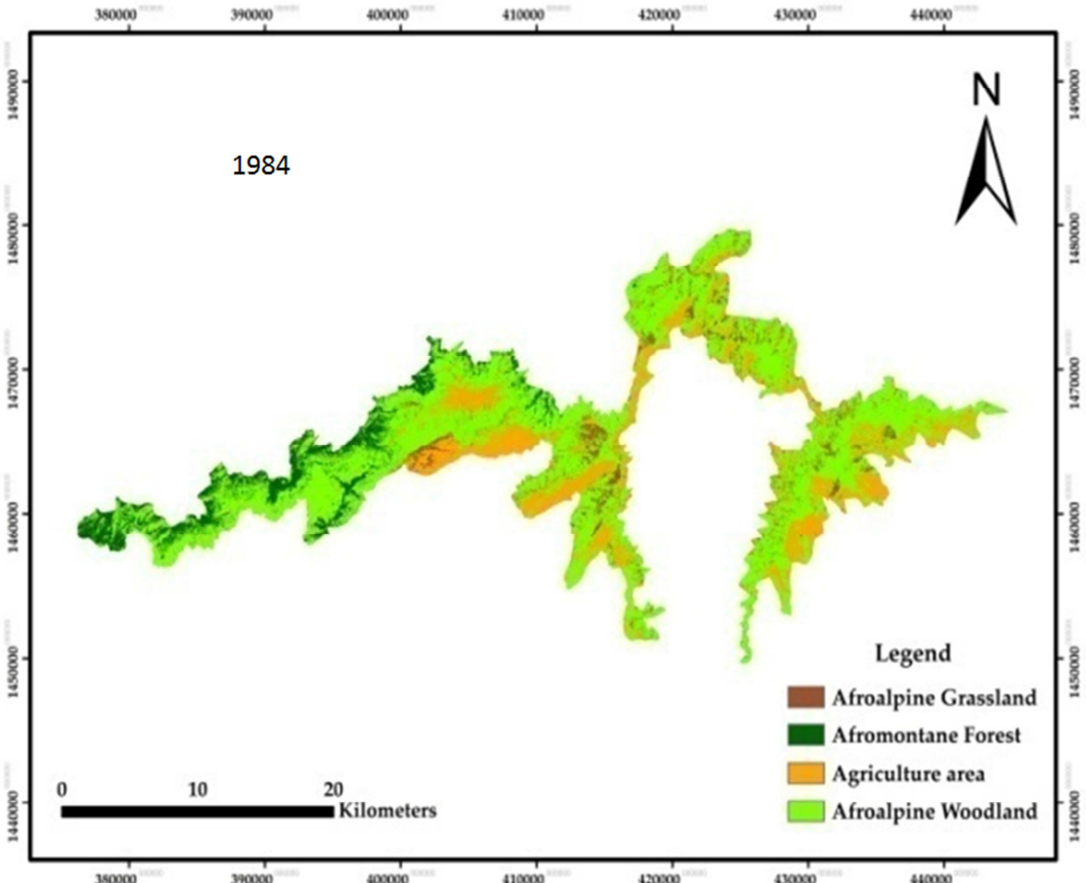 380000 390000 400000 410000 420000 430000 440000
1490000 1490000
N
1984
1480000 1480000
1470000 1470000
1460000 1460000
Legend
1450000 1450000
Afroalpine Grassland
Afromontane Forest
Agriculture area
Afroalpine Woodland
0 10 20
Kilometers
1440000 1440000
380000 390000 400000 410000 420000 430000 440000